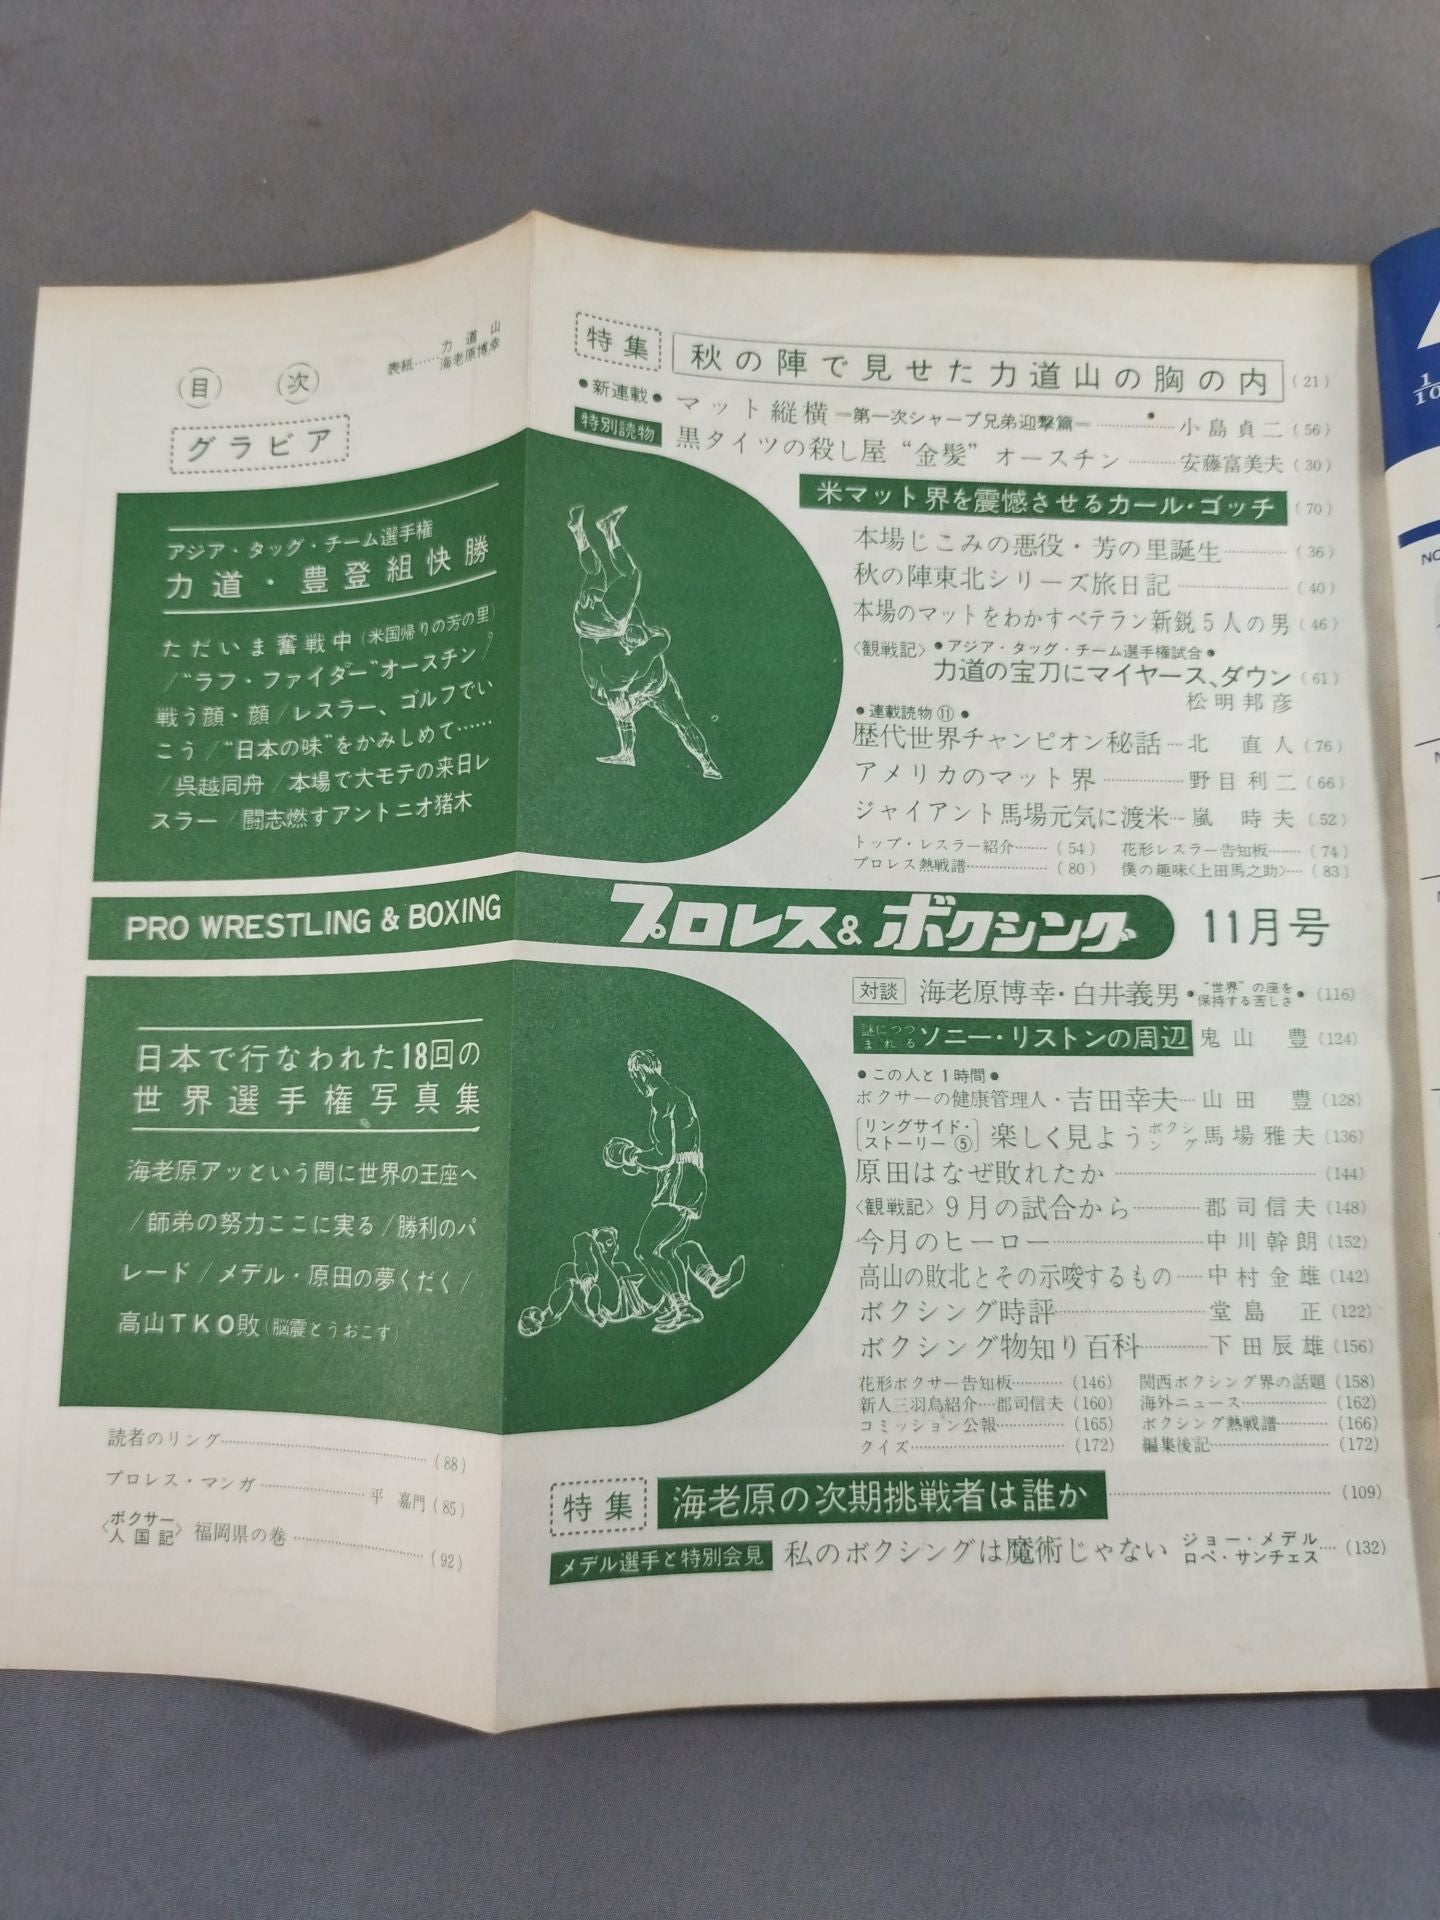 表紙……力道山
海老原博幸
目次
グラビア
アジア・タッグ・チーム選手権
力道・豊登組快勝
ただいま奮戦中(米国帰りの芳の里)
/"ラフ・ファイター"オースチン/
戦う顔・顔/レスラー、ゴルフでい
こう/"日本の味"をかみしめて……
/呉越同舟/本場で大モテの来日レ
スラー/闘志燃すアントニオ猪木
PRO WRESTLING & BOXING
日本で行なわれた18回の
世界選手権写真集
海老原アッという間に世界の王座へ
/師弟の努力ここに実る/勝利のパ
レード/メデル・原田の夢くだく/
高山TKO敗(脳震とうおこす)
読者のリング……(88)
プロレス・マンガ……平 嘉門(85)
〈ボクサー人国記〉福岡県の巻……(92)
特集 秋の陣で見せた力道山の胸の内(21)
●新連載● マット縦横=第一次シャープ兄弟迎撃篇=……小島貞二(56)
特別読物 黒タイツの殺し屋"金髪"オースチン……安藤富美夫(30)
米マット界を震憾させるカール・ゴッチ(70)
本場じこみの悪役・芳の里誕生……(36)
秋の陣東北シリーズ旅日記……(40)
本場のマットをわかすベテラン新鋭5人の男(46)
〈観戦記〉●アジア・タッグ・チーム選手権試合●
力道の宝刀にマイヤース、ダウン(61)
松明邦彦
●連載読物⑪●
歴代世界チャンピオン秘話……北 直人(76)
アメリカのマット界……野目利二(66)
ジャイアント馬場元気に渡米……嵐 時夫(52)
トップ・レスラー紹介……(54) 花形レスラー告知板……(74)
プロレス熱戦譜……(80) 僕の趣味〈上田馬之助〉……(83)
プロレス&ボクシング 11月号
対談 海老原博幸・白井義男●"世界"の座を保持する苦しさ●(116)
謎につつまれる ソニー・リストンの周辺 鬼山 豊(124)
●この人と1時間●
ボクサーの健康管理人・吉田幸夫……山田 豊(128)
[リングサイド・ストーリー⑤]楽しく見ようボクシング 馬場雅夫(136)
原田はなぜ敗れたか……(144)
〈観戦記〉9月の試合から……郡司信夫(148)
今月のヒーロー……中川幹朗(152)
高山の敗北とその示唆するもの……中村金雄(142)
ボクシング時評……堂島 正(122)
ボクシング物知り百科……下田辰雄(156)
花形ボクサー告知板……(146) 関西ボクシング界の話題(158)
新人三羽烏紹介……郡司信夫(160) 海外ニュース……(162)
コミッション公報……(165) ボクシング熱戦譜……(166)
クイズ……(172) 編集後記……(172)
特集 海老原の次期挑戦者は誰か……(109)
メデル選手と特別会見 私のボクシングは魔術じゃない ジョー・メデル ロペ・サンチェス……(132)
1/10